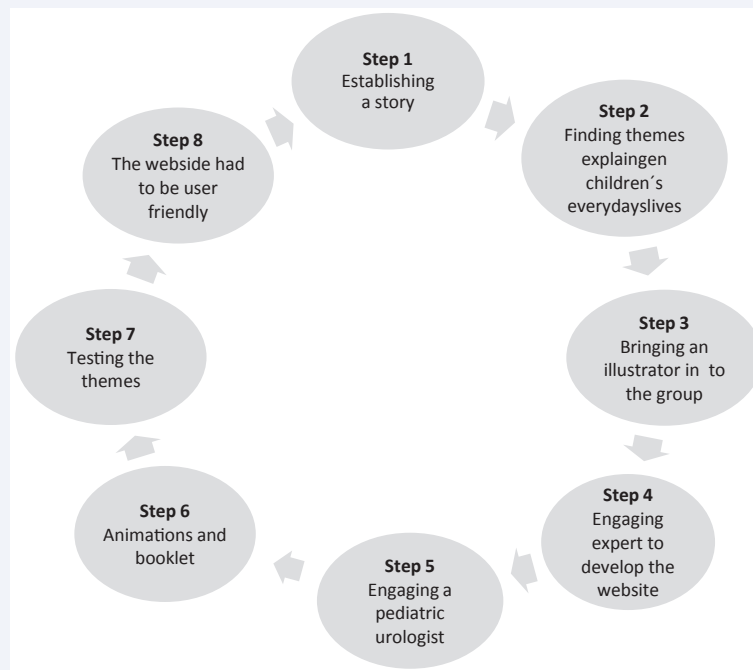 Step 1
Establishing
a story
Step 2
Finding themes
explaingen
children´s
everydayslives
Step 3
Bringing an
illustrator in to
the group
Step 4
Engaging
expert to
develop the
website
Step 5
Engaging a
pediatric
urologist
Step 6
Animations and
booklet
Step 7
Testing the
themes
Step 8
The webside had
to be user
friendly